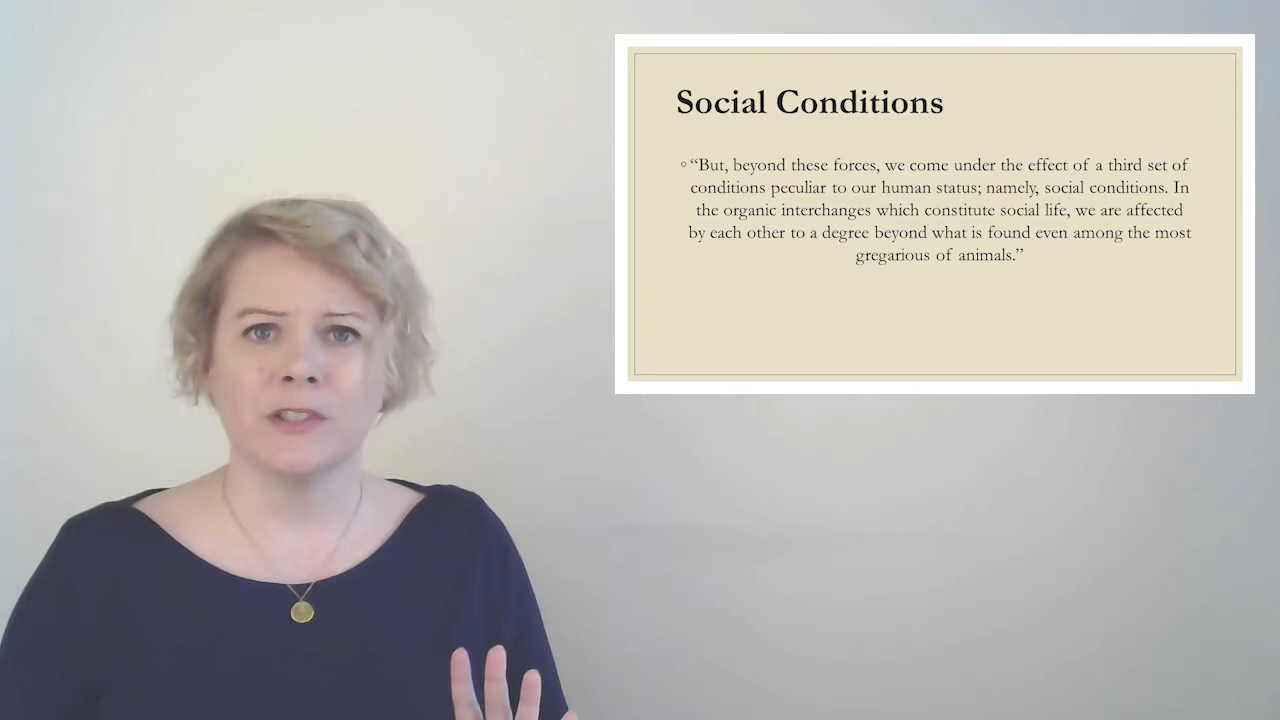 Social Conditions
◦ “But, beyond these forces, we come under the effect of a third set of
conditions peculiar to our human status; namely, social conditions. In
the organic interchanges which constitute social life, we are affected
by each other to a degree beyond what is found even among the most
gregarious of animals.”